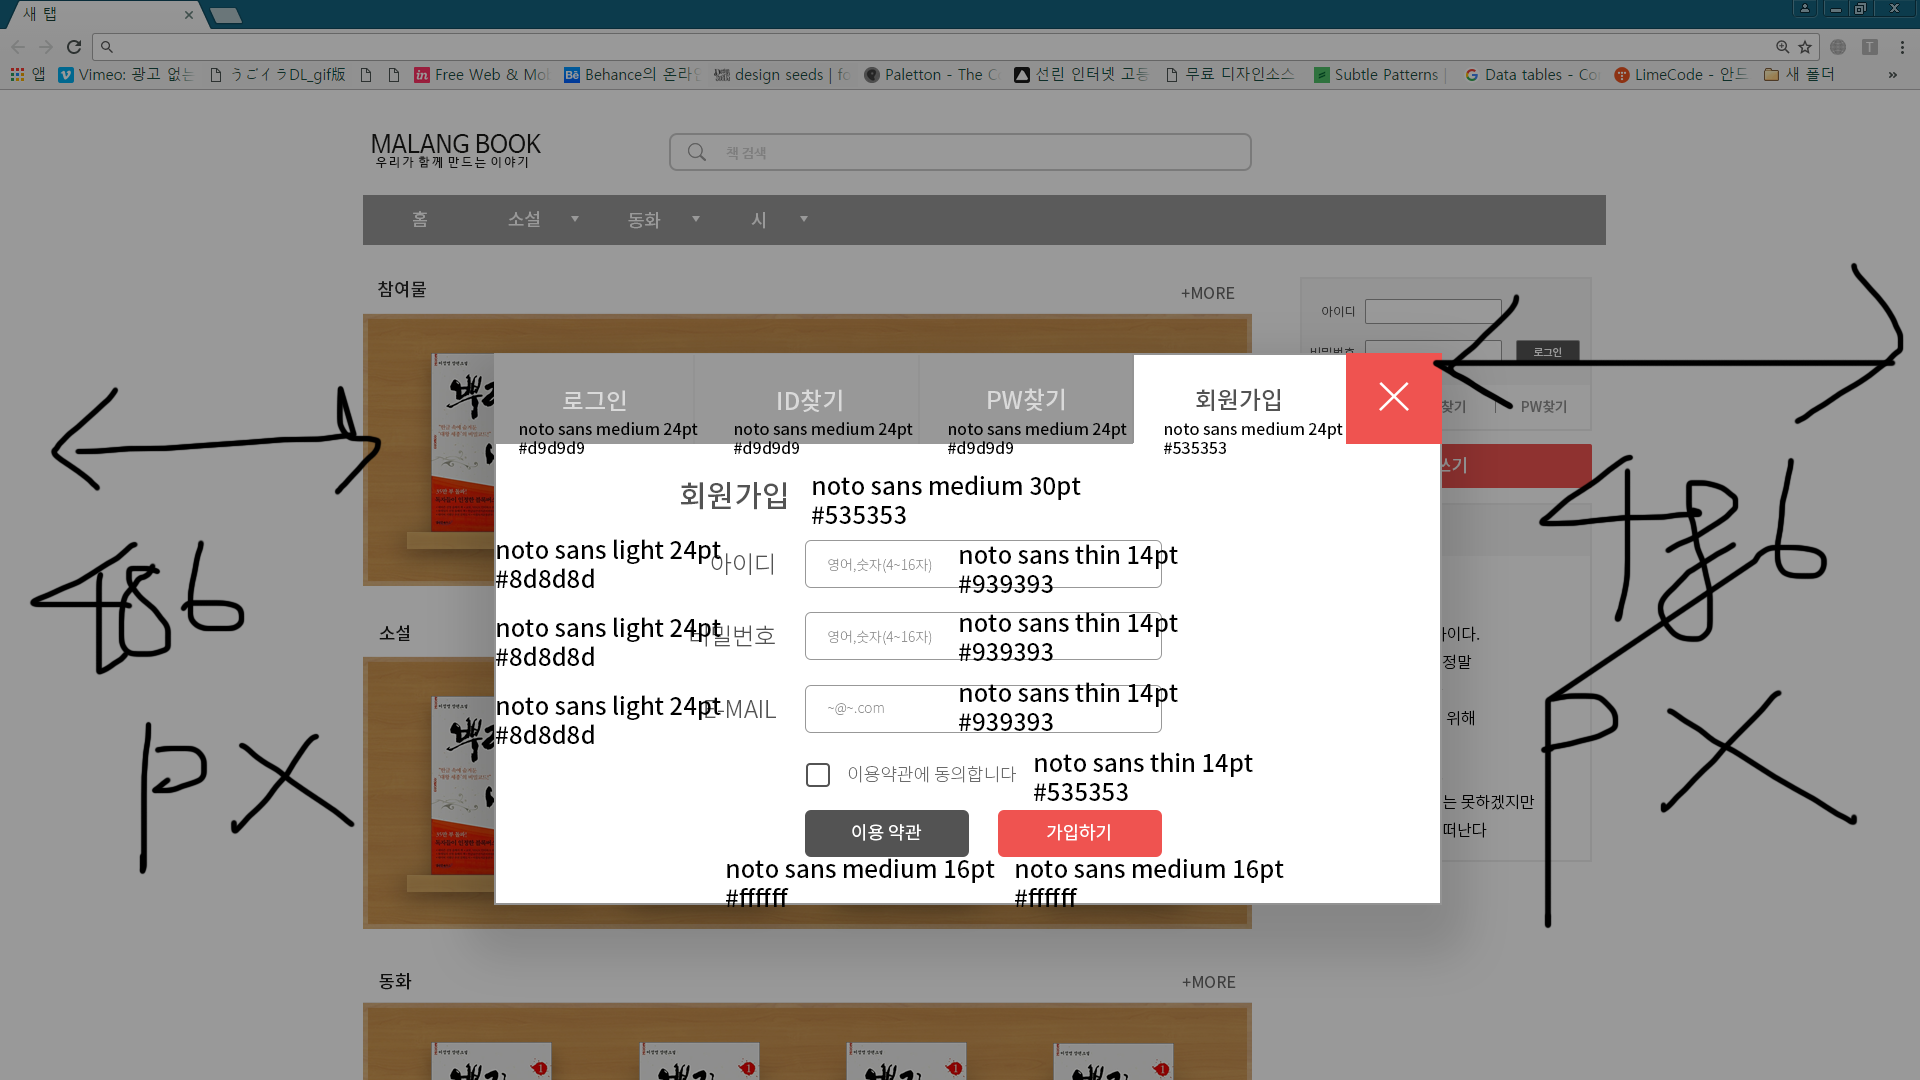 새 탭
앱
Vimeo: 광고 없는
うごイラDL_gif版
Free Web & Mo
Behance의 온라인
design seeds | fo
Paletton - The C
선린 인터넷 고등
무료 디자인소스
Subtle Patterns |
Data tables - Co
LimeCode - 안드
새 폴더
»
MALANG BOOK
우리가 함께 만드는 이야기
책 검색
홈
소설
동화
시
참여물
+MORE
아이디
비밀번호
로그인
PW찾기
로그인
ID찾기
PW찾기
회원가입
noto sans medium 24pt
#d9d9d9
noto sans medium 24pt
#d9d9d9
noto sans medium 24pt
#d9d9d9
noto sans medium 24pt
#535353
쓰기
회원가입
noto sans medium 30pt
#535353
noto sans light 24pt
#8d8d8d
아이디
영어,숫자(4~16자)
noto sans thin 14pt
#939393
486
px
486
px
소설
noto sans light 24pt
#8d8d8d
비밀번호
영어,숫자(4~16자)
noto sans thin 14pt
#939393
아이다.
정말
noto sans light 24pt
#8d8d8d
E-MAIL
~@~.com
noto sans thin 14pt
#939393
위해
이용약관에 동의합니다
noto sans thin 14pt
#535353
는 못하겠지만
떠난다
이용 약관
가입하기
noto sans medium 16pt
#ffffff
noto sans medium 16pt
#ffffff
동화
+MORE